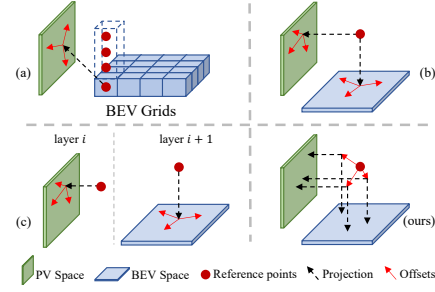 (a)
BEV Grids
(b)
layer i
layer i + 1
(c)
(ours)
PV Space
BEV Space
Reference points
Projection
Offsets